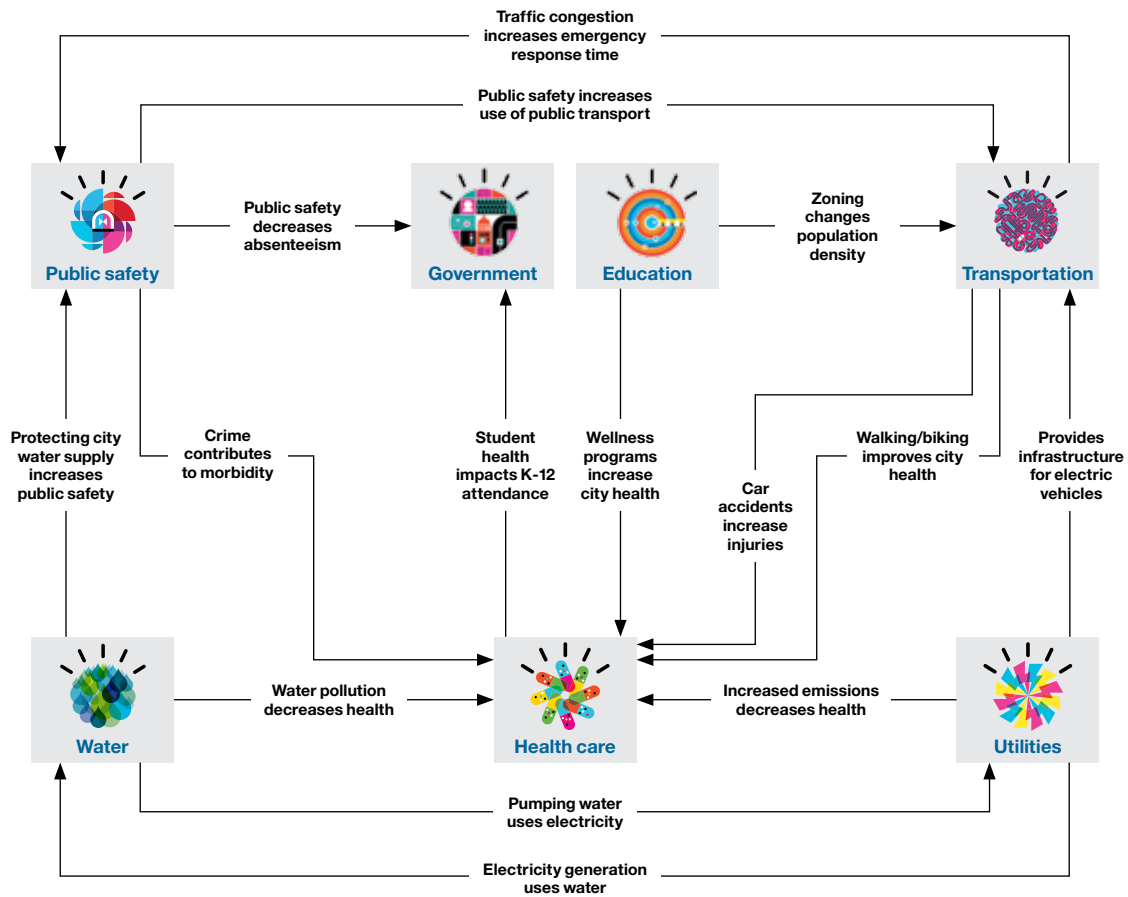 Traffic congestion
increases emergency
response time
Public safety increases
use of public transport
Public safety
Public safety
decreases
absenteeism
Government
Education
Zoning
changes
population
density
Transportation
Protecting city
water supply
increases
public safety
Crime
contributes
to morbidity
Student
health
impacts K-12
attendance
Wellness
programs
increase
city health
Car
accidents
increase
injuries
Walking/biking
improves city
health
Provides
infrastructure
for electric
vehicles
Water
Water pollution
decreases health
Health care
Increased emissions
decreases health
Utilities
Pumping water
uses electricity
Electricity generation
uses water